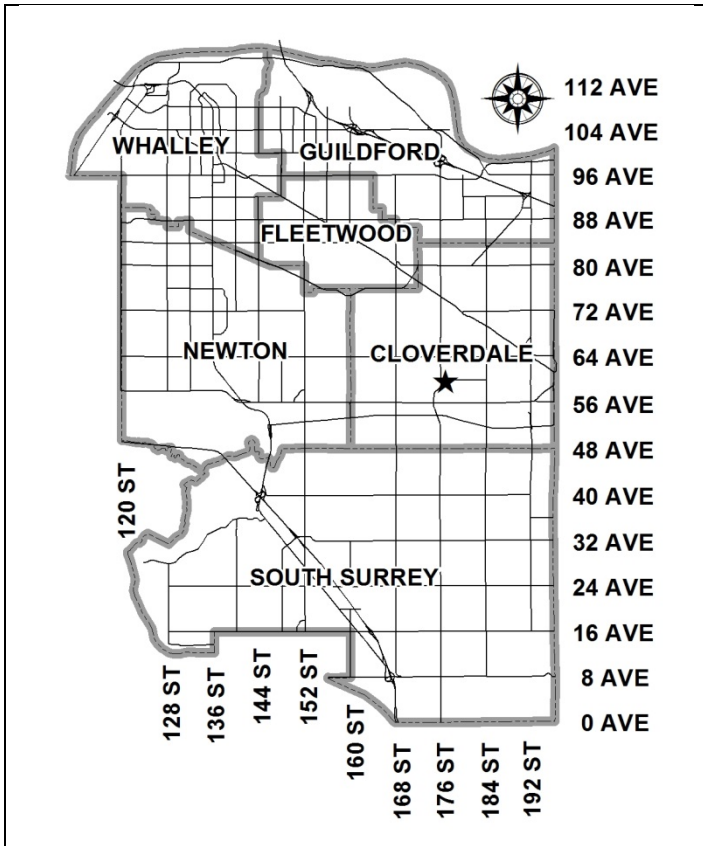 112 AVE
104 AVE
WHALLEY
GUILDFORD
96 AVE
88 AVE
FLEETWOOD
80 AVE
72 AVE
NEWTON
CLOVERDALE
64 AVE
56 AVE
48 AVE
120 ST
40 AVE
32 AVE
SOUTH SURREY
24 AVE
16 AVE
128 ST
136 ST
144 ST
152 ST
8 AVE
160 ST
0 AVE
168 ST
176 ST
184 ST
192 ST